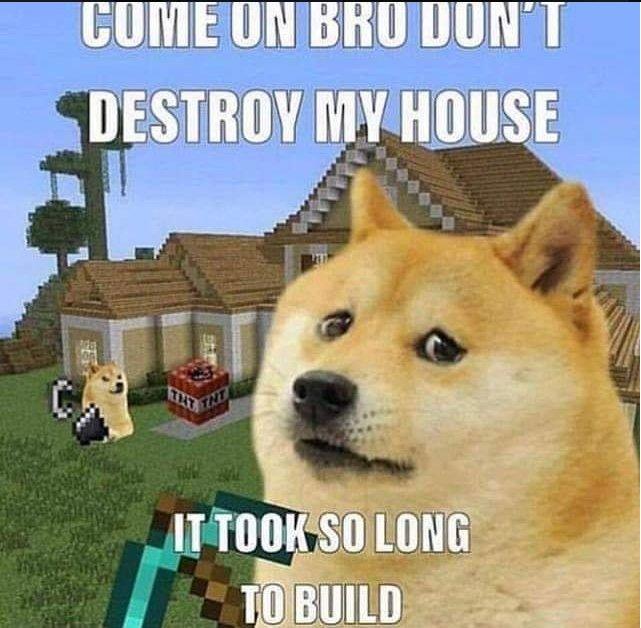 COME ON BRO DON'T
DESTROY MY HOUSE
TNT TNT
IT TOOK SO LONG
TO BUILD